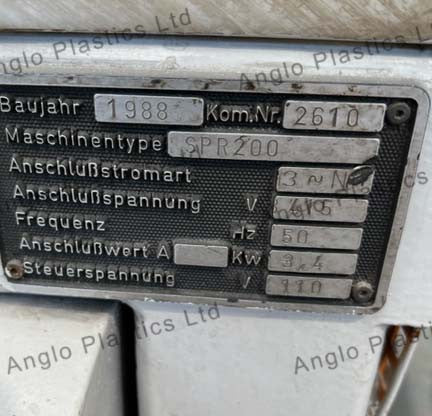 Anglo Plastics Ltd
Anglo Plastics Ltd
Baujahr 1988 Kom.Nr. 2610
Maschinentype SPR200
Anschlußstromart 3~N
Anschlußspannung V 415
Frequenz Hz 50
Anschlußwert A Kw 3,4
Steuerspannung V 110
Anglo Plastics Ltd
Anglo Plastics Ltd